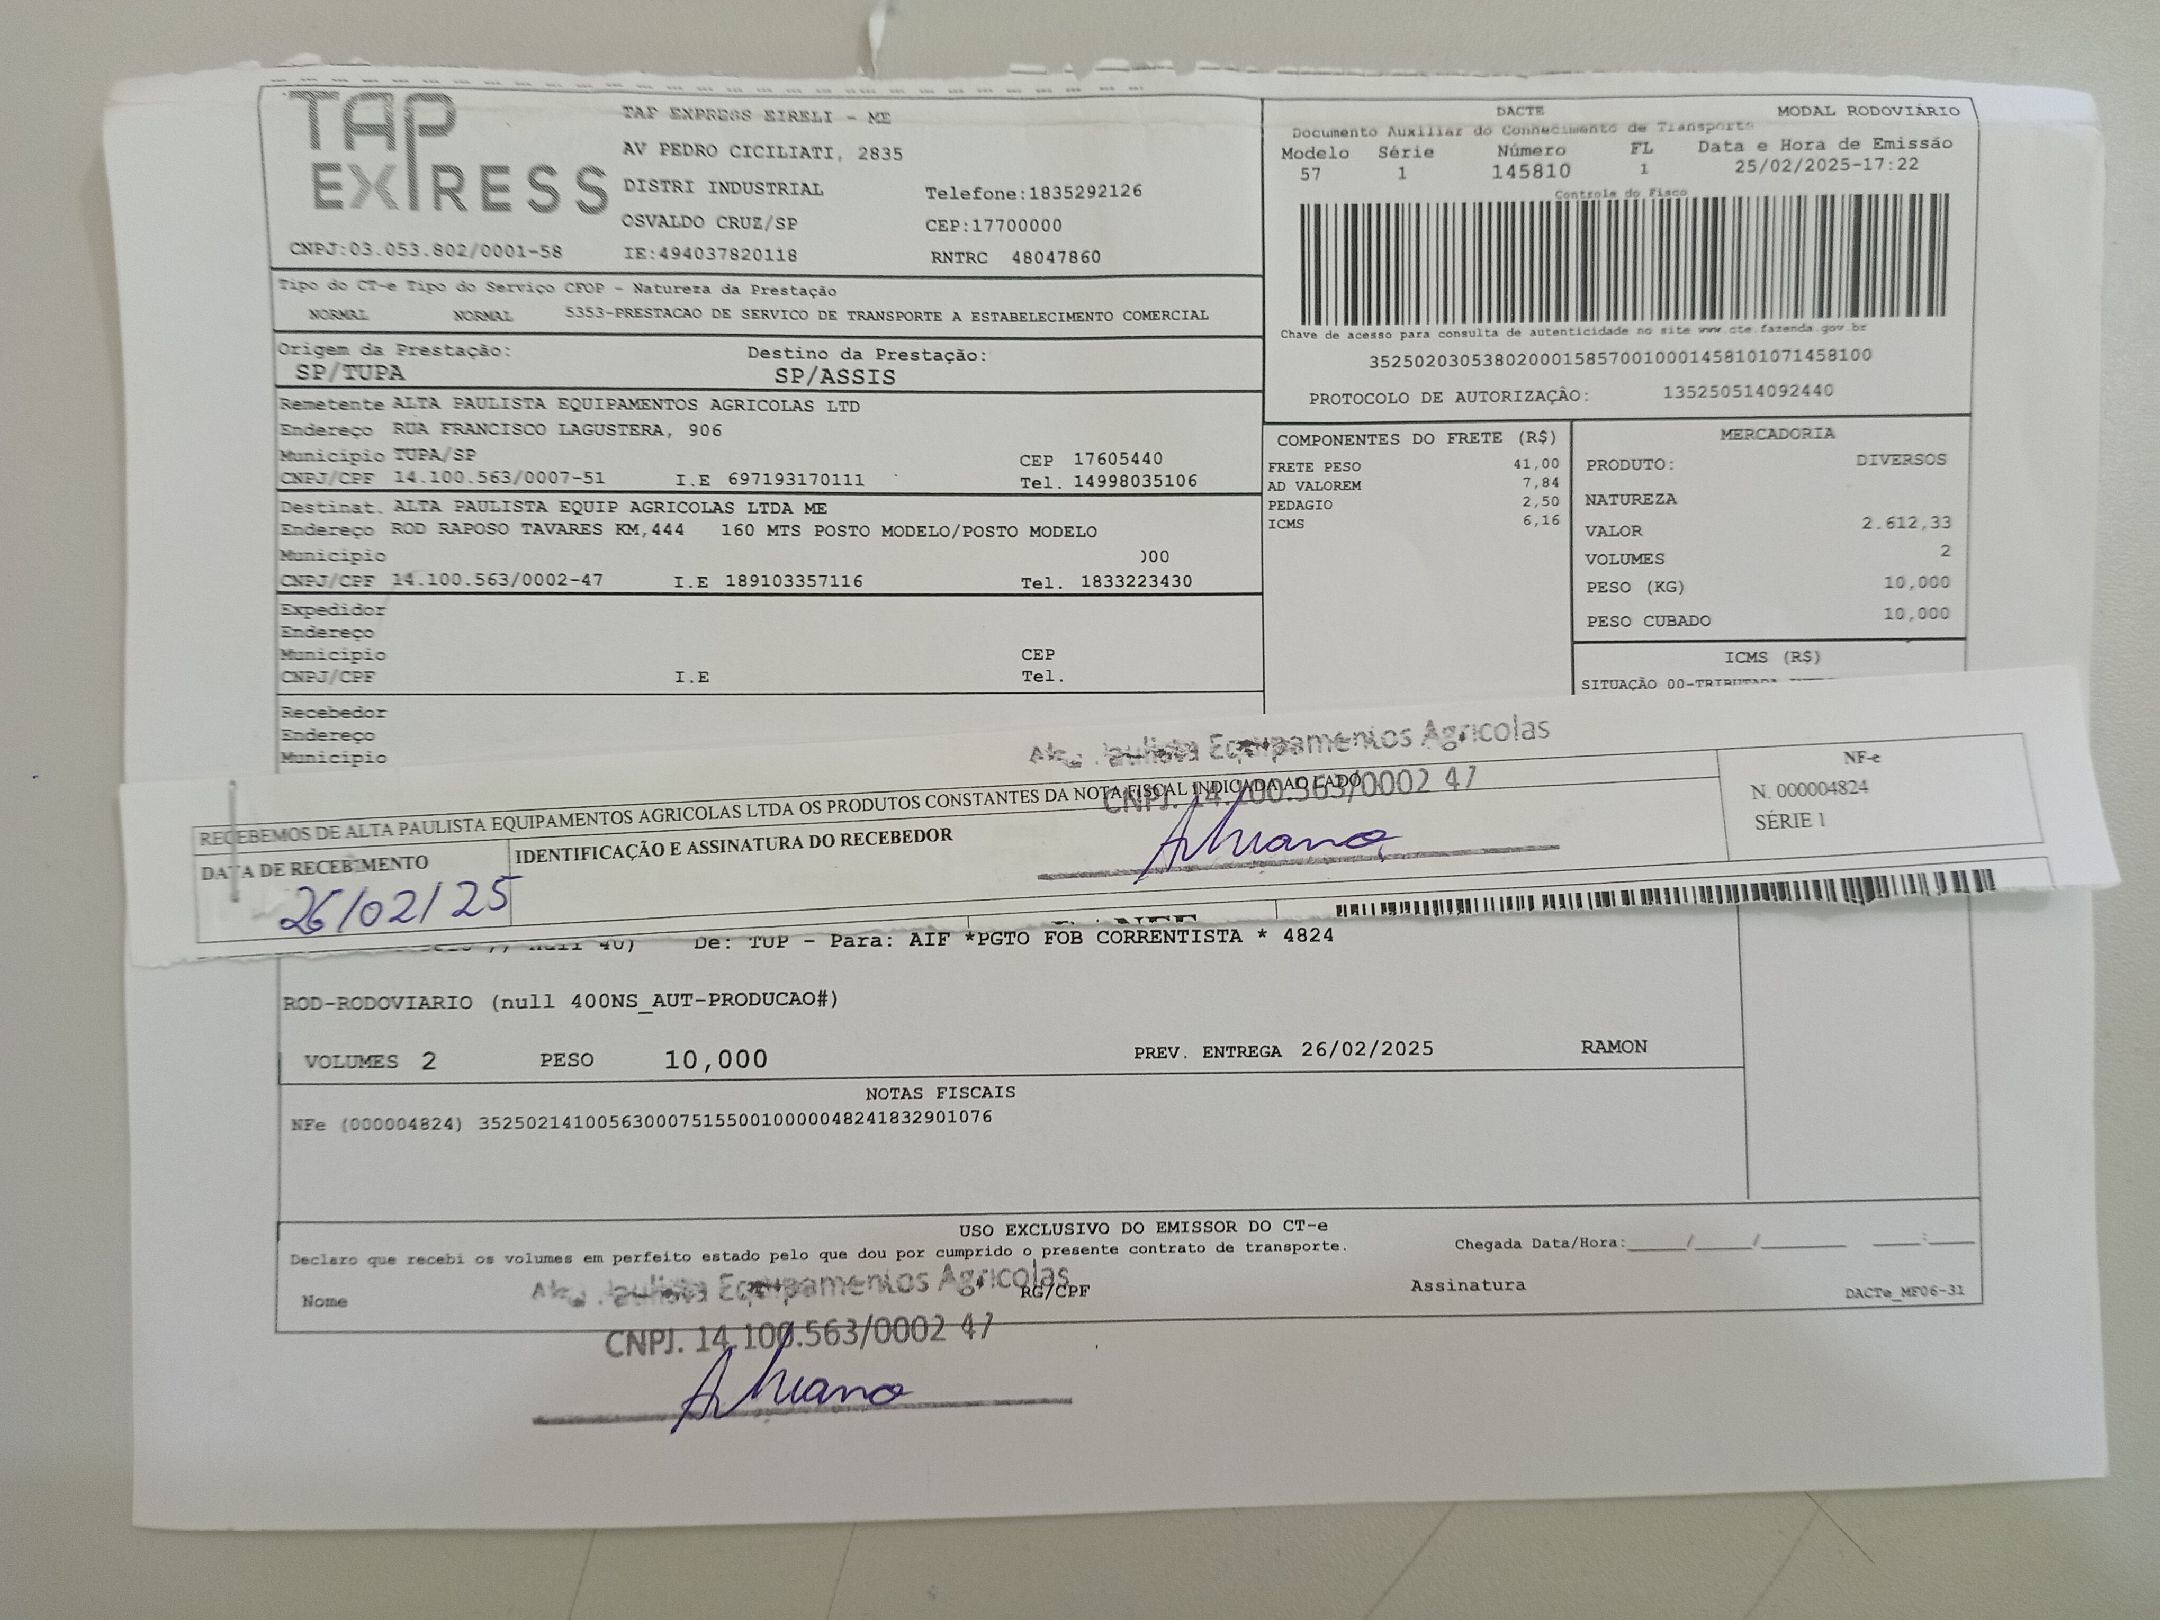 TAP EXPRESS
TAP EXPRESS EIRELI - ME
AV PEDRO CICILIATI, 2835
DISTRI INDUSTRIAL Telefone:1835292126
OSVALDO CRUZ/SP CEP:17700000
CNPJ:03.053.802/0001-58 IE:494037820118 RNTRC 48047860
DACTE MODAL RODOVIÁRIO
Documento Auxiliar do Conhecimento de Transporte
Modelo Série Número FL Data e Hora de Emissão
57 1 145810 1 25/02/2025-17:22
Controle do Fisco
Chave de acesso para consulta de autenticidade no site www.cte.fazenda.gov.br
35250203053802000158570010001458101071458100
PROTOCOLO DE AUTORIZAÇÃO: 135250514092440
Tipo do CT-e Tipo do Serviço CFOP - Natureza da Prestação
NORMAL NORMAL 5353-PRESTACAO DE SERVICO DE TRANSPORTE A ESTABELECIMENTO COMERCIAL
Origem da Prestação: Destino da Prestação:
SP/TUPA SP/ASSIS
Remetente ALTA PAULISTA EQUIPAMENTOS AGRICOLAS LTD
Endereço RUA FRANCISCO LAGUSTERA, 906
Municipio TUPA/SP CEP 17605440
CNPJ/CPF 14.100.563/0007-51 I.E 697193170111 Tel. 14998035106
Destinat. ALTA PAULISTA EQUIP AGRICOLAS LTDA ME
Endereço ROD RAPOSO TAVARES KM,444 160 MTS POSTO MODELO/POSTO MODELO
Municipio
CNPJ/CPF 14.100.563/0002-47 I.E 189103357116 Tel. 1833223430
Expedidor
Endereço
Municipio CEP
CNPJ/CPF I.E Tel.
Recebedor
Endereço
Municipio
COMPONENTES DO FRETE (R$)
FRETE PESO 41,00
AD VALOREM 7,84
PEDAGIO 2,50
ICMS 6,16
MERCADORIA
PRODUTO: DIVERSOS
NATUREZA
VALOR 2.612,33
VOLUMES 2
PESO (KG) 10,000
PESO CUBADO 10,000
ICMS (R$)
SITUAÇÃO 00-TRIBUTADA
Equipamentos Agricolas
CNPJ. 14.100.563/0002 47
RECEBEMOS DE ALTA PAULISTA EQUIPAMENTOS AGRICOLAS LTDA OS PRODUTOS CONSTANTES DA NOTA FISCAL INDICADA AO LADO
DATA DE RECEBIMENTO IDENTIFICAÇÃO E ASSINATURA DO RECEBEDOR
26/02/25
NF-e
N. 000004824
SÉRIE 1
De: TUP - Para: AIF *PGTO FOB CORRENTISTA * 4824
ROD-RODOVIARIO (null 400NS_AUT-PRODUCAO#)
VOLUMES 2 PESO 10,000 PREV. ENTREGA 26/02/2025 RAMON
NOTAS FISCAIS
NFe (000004824) 35250214100563000751550010000048241832901076
USO EXCLUSIVO DO EMISSOR DO CT-e
Declaro que recebi os volumes em perfeito estado pelo que dou por cumprido o presente contrato de transporte. Chegada Data/Hora:
Equipamentos Agricolas
Nome RG/CPF Assinatura DACTe_MF06-31
CNPJ. 14.100.563/0002 47